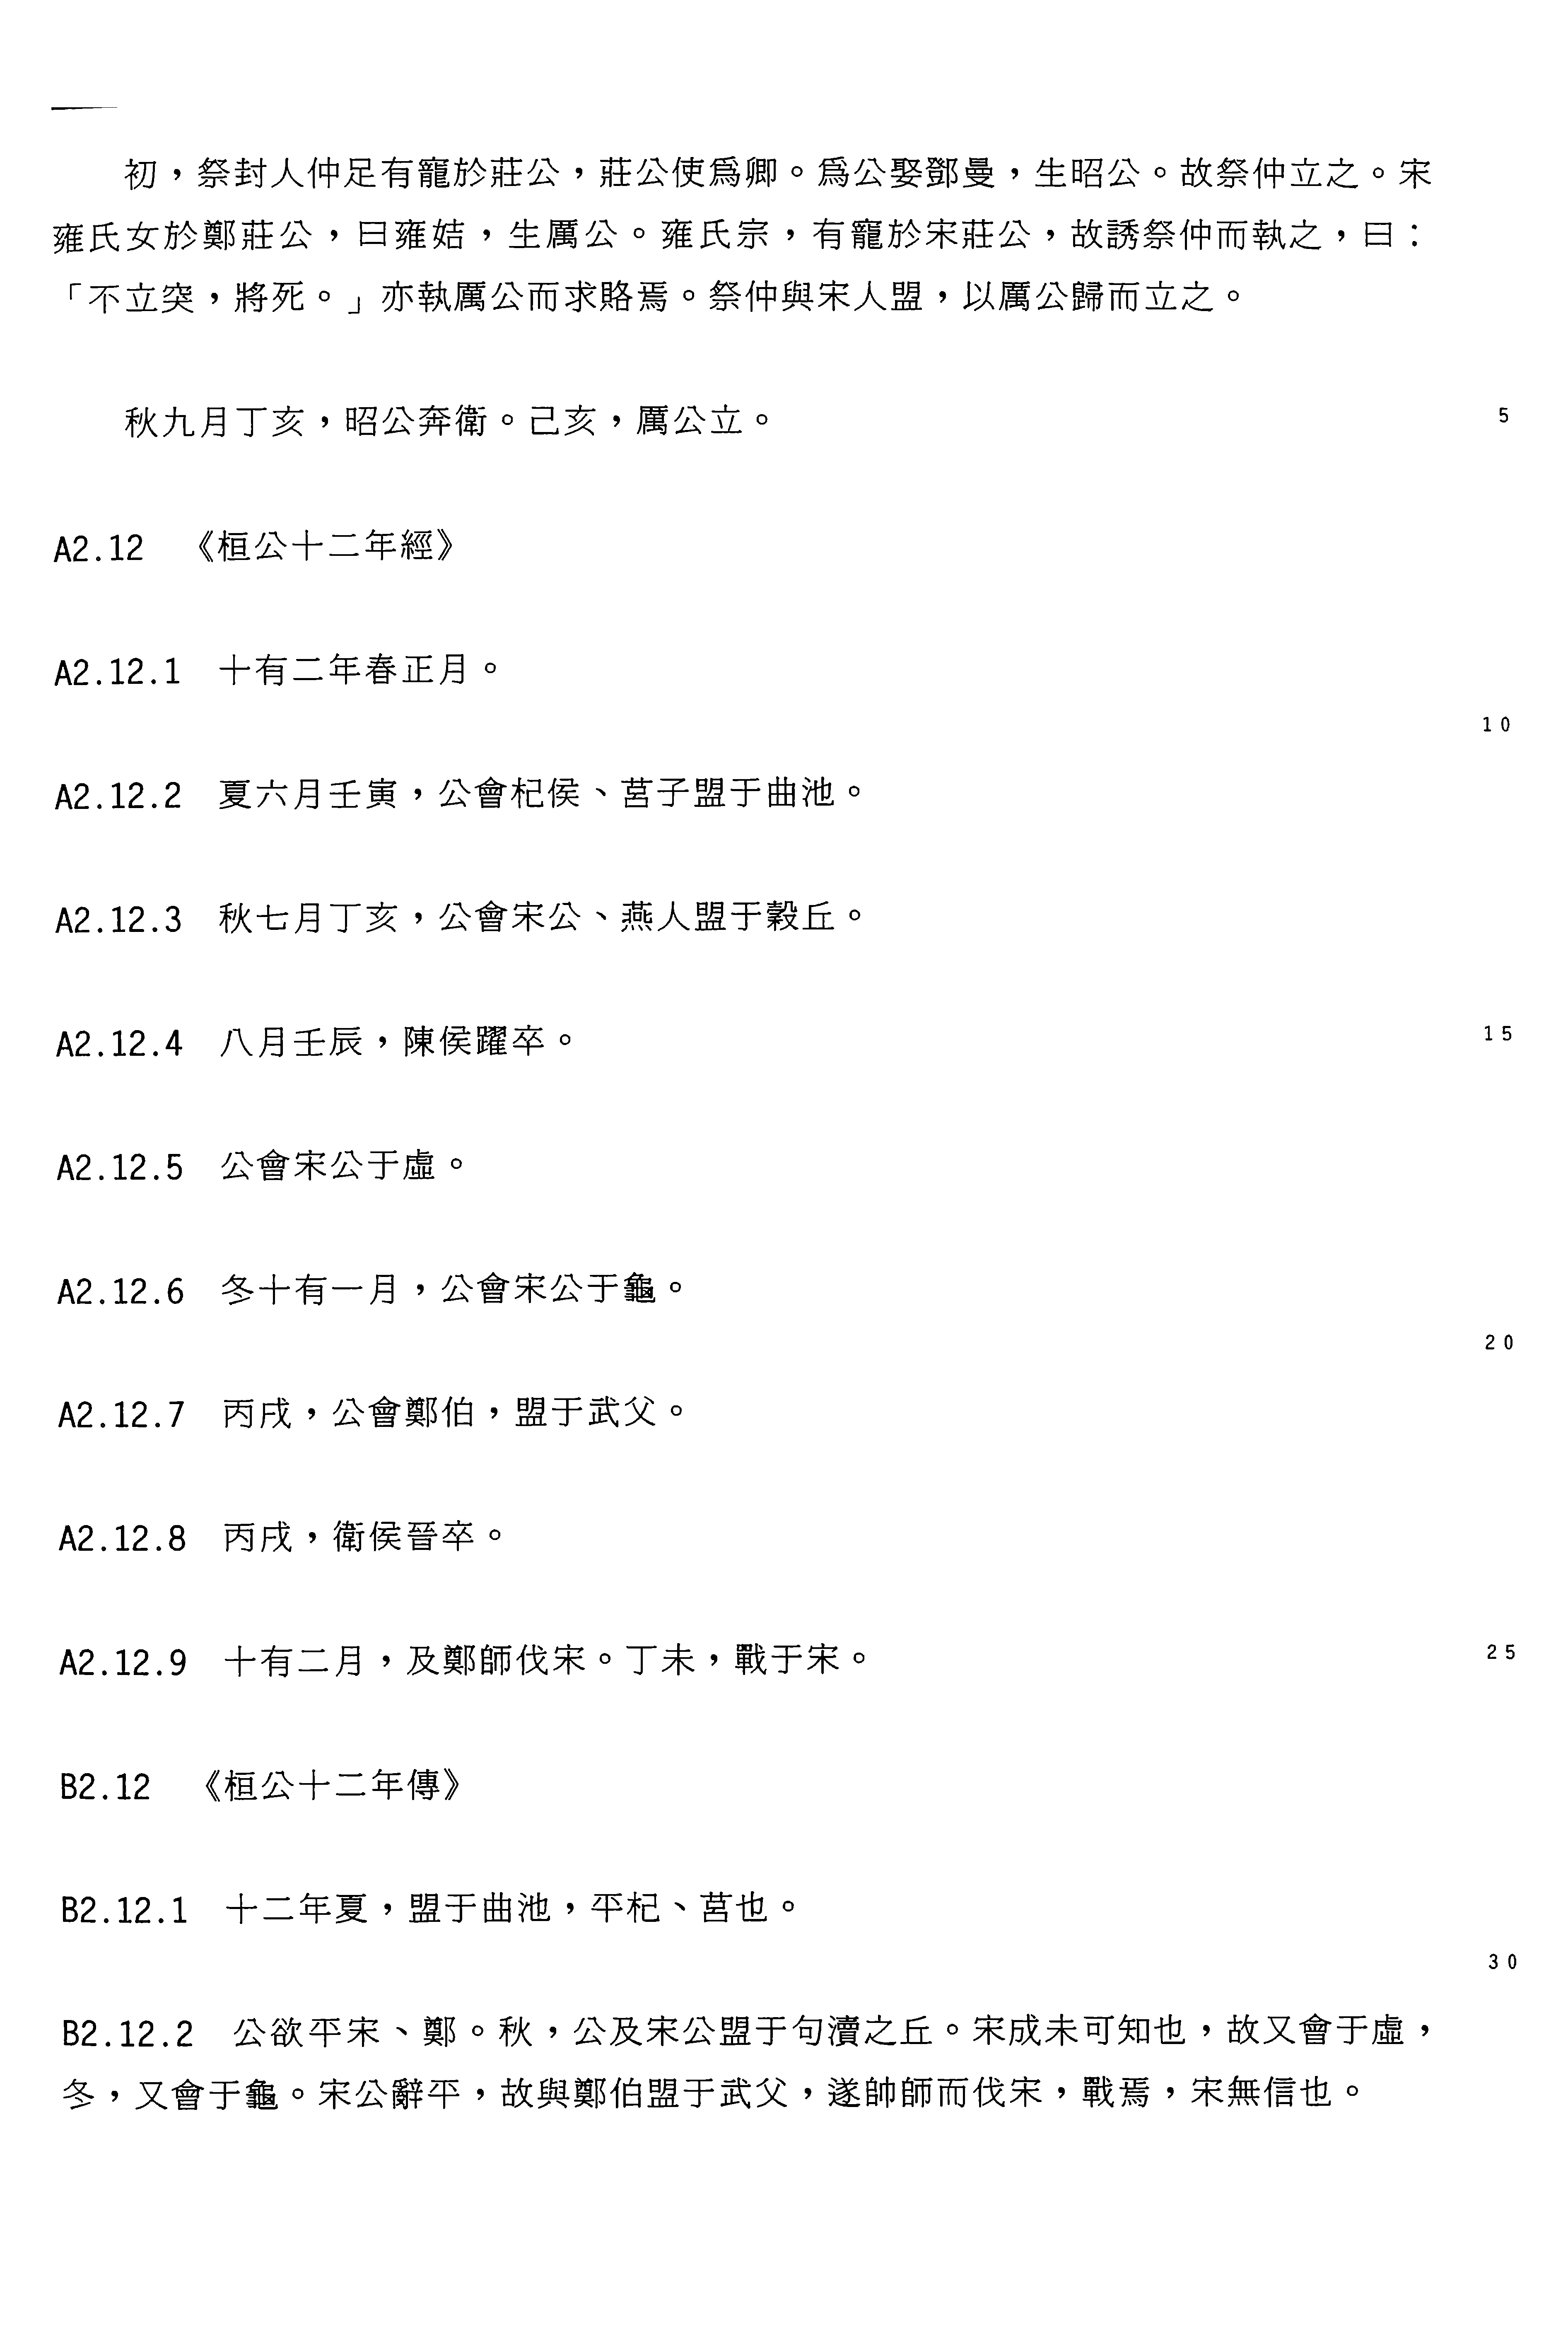 初，祭封人仲足有寵於莊公，莊公使爲卿。爲公娶鄧曼，生昭公。故祭仲立之。宋
雍氏女於鄭莊公，曰雍姞，生厲公。雍氏宗，有寵於宋莊公，故誘祭仲而執之，曰：
「不立突，將死。」亦執厲公而求賂焉。祭仲與宋人盟，以厲公歸而立之。
秋九月丁亥，昭公奔衛。己亥，厲公立。 5
A2.12 《桓公十二年經》
A2.12.1 十有二年春正月。
10
A2.12.2 夏六月壬寅，公會杞侯、莒子盟于曲池。
A2.12.3 秋七月丁亥，公會宋公、燕人盟于穀丘。
A2.12.4 八月壬辰，陳侯躍卒。 15
A2.12.5 公會宋公于虛。
A2.12.6 冬十有一月，公會宋公于龜。
20
A2.12.7 丙戌，公會鄭伯，盟于武父。
A2.12.8 丙戌，衛侯晉卒。
A2.12.9 十有二月，及鄭師伐宋。丁未，戰于宋。 25
B2.12 《桓公十二年傳》
B2.12.1 十二年夏，盟于曲池，平杞、莒也。
30
B2.12.2 公欲平宋、鄭。秋，公及宋公盟于句瀆之丘。宋成未可知也，故又會于虛，
冬，又會于龜。宋公辭平，故與鄭伯盟于武父，遂帥師而伐宋，戰焉，宋無信也。